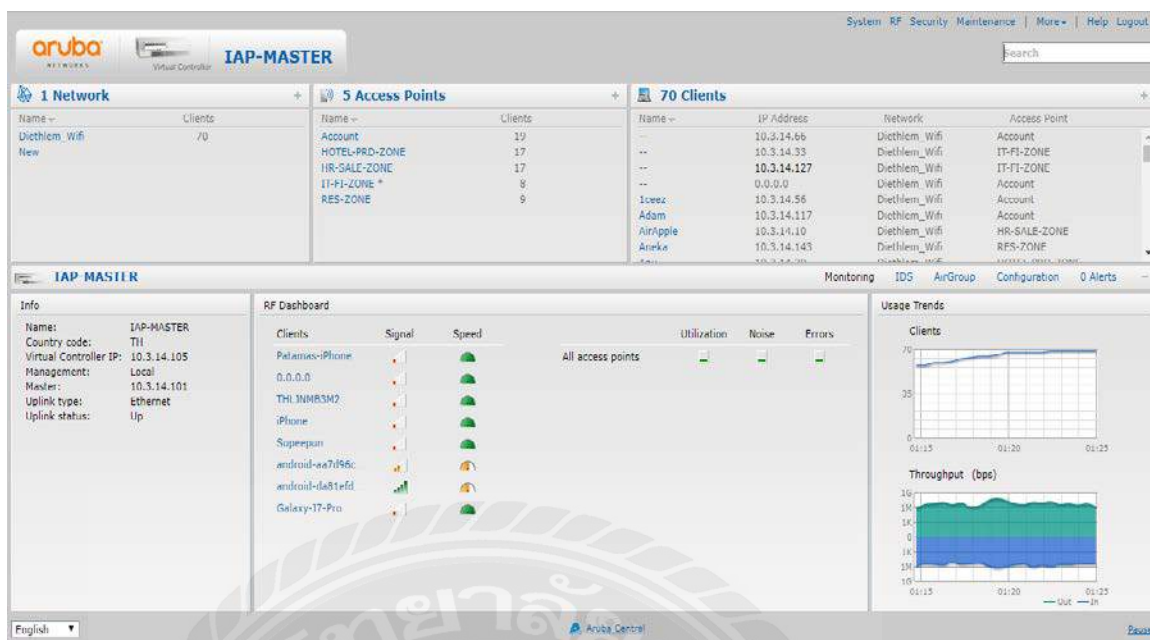 System RF Security Maintenance | More | Help Logout
aruba
NETWORKS
Virtual Controller
IAP-MASTER
Search
1 Network +
Name Clients
Diethlem_Wifi 70
New
5 Access Points +
Name Clients
Account 19
HOTEL-PRD-ZONE 17
HR-SALE-ZONE 17
IT-FI-ZONE * 8
RES-ZONE 9
70 Clients +
Name IP Address Network Access Point
-- 10.3.14.66 Diethlem_Wifi Account
-- 10.3.14.33 Diethlem_Wifi IT-FI-ZONE
-- 10.3.14.127 Diethlem_Wifi IT-FI-ZONE
-- 0.0.0.0 Diethlem_Wifi Account
1ceez 10.3.14.56 Diethlem_Wifi Account
Adam 10.3.14.117 Diethlem_Wifi Account
AirApple 10.3.14.10 Diethlem_Wifi HR-SALE-ZONE
Aneka 10.3.14.143 Diethlem_Wifi RES-ZONE
IAP-MASTER
Monitoring IDS AirGroup Configuration 0 Alerts
Info
Name: IAP-MASTER
Country code: TH
Virtual Controller IP: 10.3.14.105
Management: Local
Master: 10.3.14.101
Uplink type: Ethernet
Uplink status: Up
RF Dashboard
Clients Signal Speed
Patamas-iPhone
0.0.0.0
THLINMB3M2
iPhone
Supeepun
android-aa7d96c
android-da81efd
Galaxy-J7-Pro
Utilization Noise Errors
All access points
Usage Trends
Clients
70
35
0
01:15 01:20 01:25
Throughput (bps)
1G
1M
1K
0
1K
1M
1G
01:15 01:20 01:25
Out In
English
Aruba Central
Pause